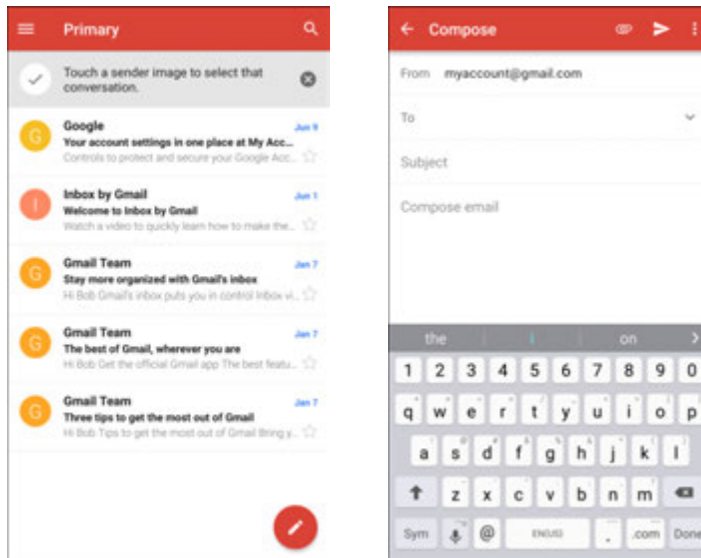 Primary
Touch a sender image to select that
conversation.
G
Google
Jun 9
Your account settings in one place at My Acc...
Controls to protect and secure your Google Acc...
I
Inbox by Gmail
Jun 1
Welcome to Inbox by Gmail
Watch a video to quickly learn how to make the...
G
Gmail Team
Jan 7
Stay more organized with Gmail's inbox
Hi Bob Gmail's inbox puts you in control Inbox vi...
G
Gmail Team
Jan 7
The best of Gmail, wherever you are
Hi Bob Get the official Gmail app The best featu...
G
Gmail Team
Jan 7
Three tips to get the most out of Gmail
Hi Bob Tips to get the most out of Gmail Bring y...
Compose
From myaccount@gmail.com
To
Subject
Compose email
the i on
1 2 3 4 5 6 7 8 9 0
q w e r t y u i o p
a s d f g h j k l
z x c v b n m
Sym @ EN(US) . .com Done